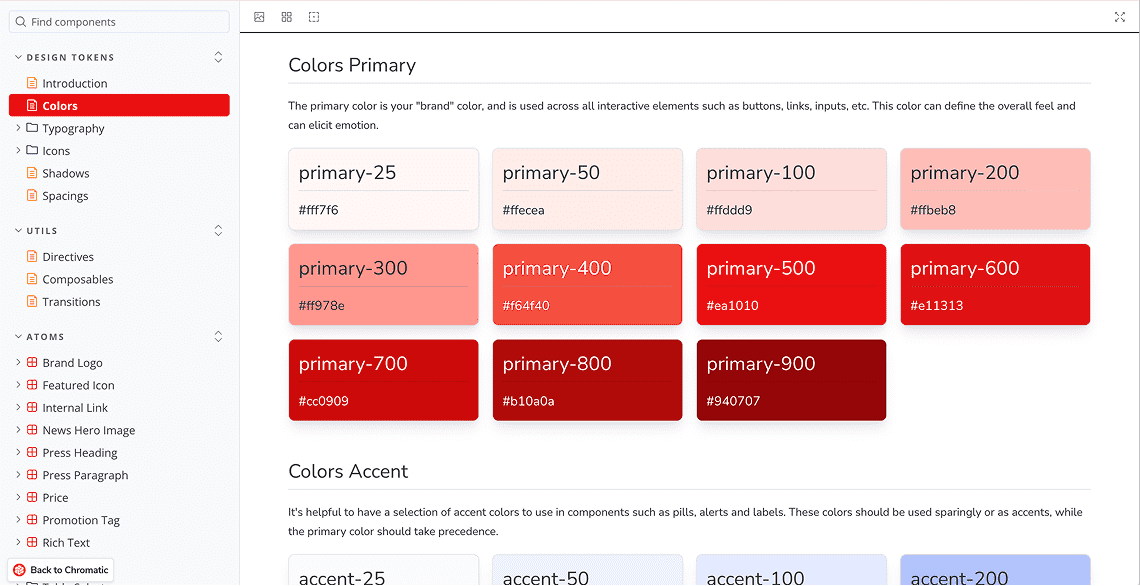 Find components
DESIGN TOKENS
Introduction
Colors
Typography
Icons
Shadows
Spacings
UTILS
Directives
Composables
Transitions
ATOMS
Brand Logo
Featured Icon
Internal Link
News Hero Image
Press Heading
Press Paragraph
Price
Promotion Tag
Rich Text
Back to Chromatic
Colors Primary
The primary color is your "brand" color, and is used across all interactive elements such as buttons, links, inputs, etc. This color can define the overall feel and
can elicit emotion.
primary-25
#fff7f6
primary-50
#ffecea
primary-100
#ffddd9
primary-200
#ffbeb8
primary-300
#ff978e
primary-400
#f64f40
primary-500
#ea1010
primary-600
#e11313
primary-700
#cc0909
primary-800
#b10a0a
primary-900
#940707
Colors Accent
It's helpful to have a selection of accent colors to use in components such as pills, alerts and labels. These colors should be used sparingly or as accents, while
the primary color should take precedence.
accent-25
accent-50
accent-100
accent-200